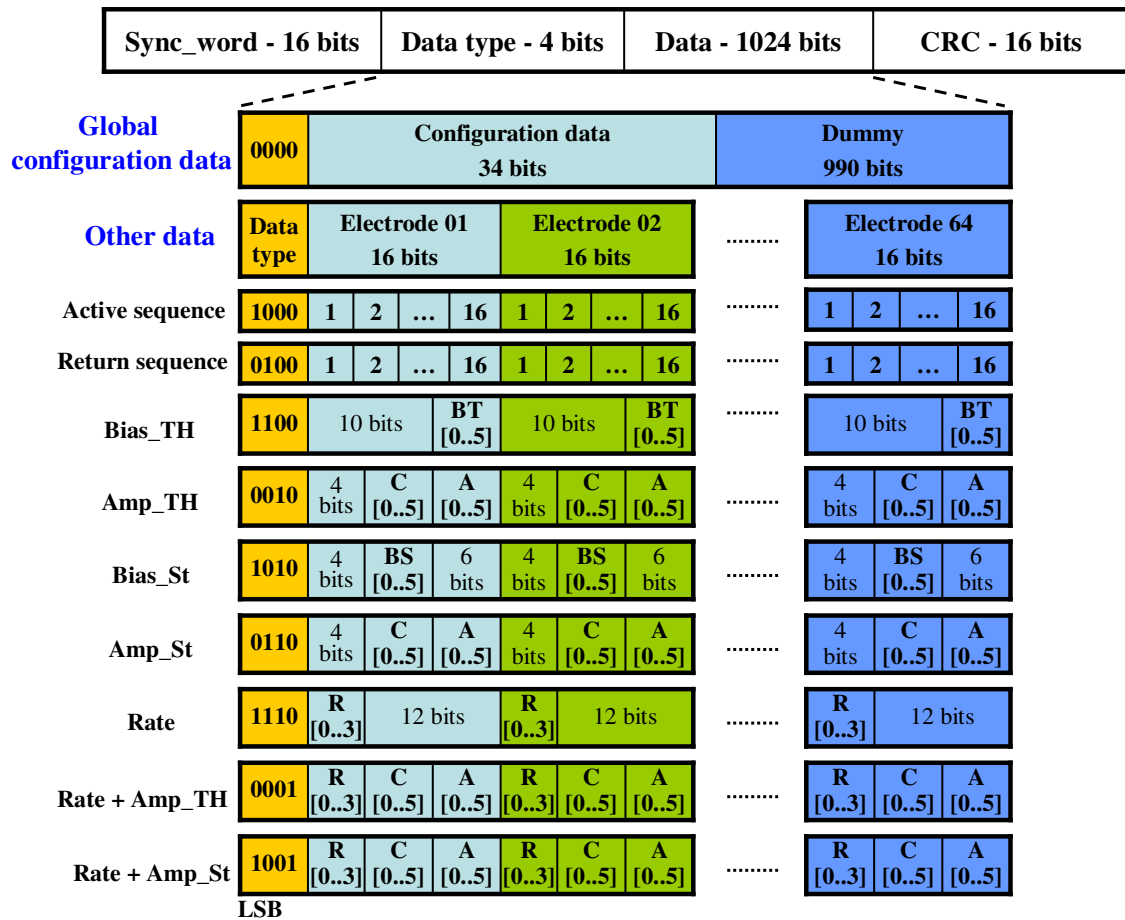 Sync_word - 16 bits Data type - 4 bits Data - 1024 bits CRC - 16 bits
Global configuration data 0000 Configuration data 34 bits Dummy 990 bits
Other data Data type Electrode 01 16 bits Electrode 02 16 bits ......... Electrode 64 16 bits
Active sequence 1000 1 2 … 16 1 2 … 16 ......... 1 2 … 16
Return sequence 0100 1 2 … 16 1 2 … 16 ......... 1 2 … 16
Bias_TH 1100 10 bits BT [0..5] 10 bits BT [0..5] ......... 10 bits BT [0..5]
Amp_TH 0010 4 bits C [0..5] A [0..5] 4 bits C [0..5] A [0..5] ......... 4 bits C [0..5] A [0..5]
Bias_St 1010 4 bits BS [0..5] 6 bits 4 bits BS [0..5] 6 bits ......... 4 bits BS [0..5] 6 bits
Amp_St 0110 4 bits C [0..5] A [0..5] 4 bits C [0..5] A [0..5] ......... 4 bits C [0..5] A [0..5]
Rate 1110 R [0..3] 12 bits R [0..3] 12 bits ......... R [0..3] 12 bits
Rate + Amp_TH 0001 R [0..3] C [0..5] A [0..5] R [0..3] C [0..5] A [0..5] ......... R [0..3] C [0..5] A [0..5]
Rate + Amp_St 1001 R [0..3] C [0..5] A [0..5] R [0..3] C [0..5] A [0..5] ......... R [0..3] C [0..5] A [0..5]
LSB